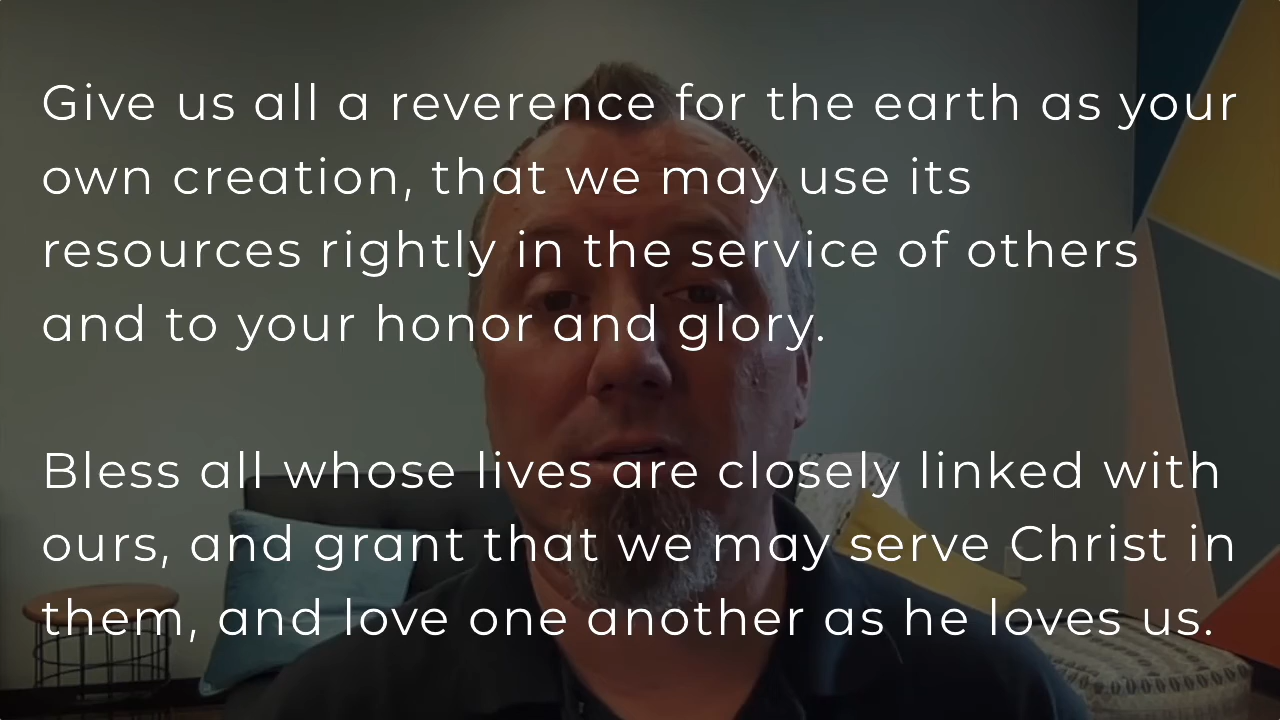 Give us all a reverence for the earth as your
own creation, that we may use its
resources rightly in the service of others
and to your honor and glory.
Bless all whose lives are closely linked with
ours, and grant that we may serve Christ in
them, and love one another as he loves us.